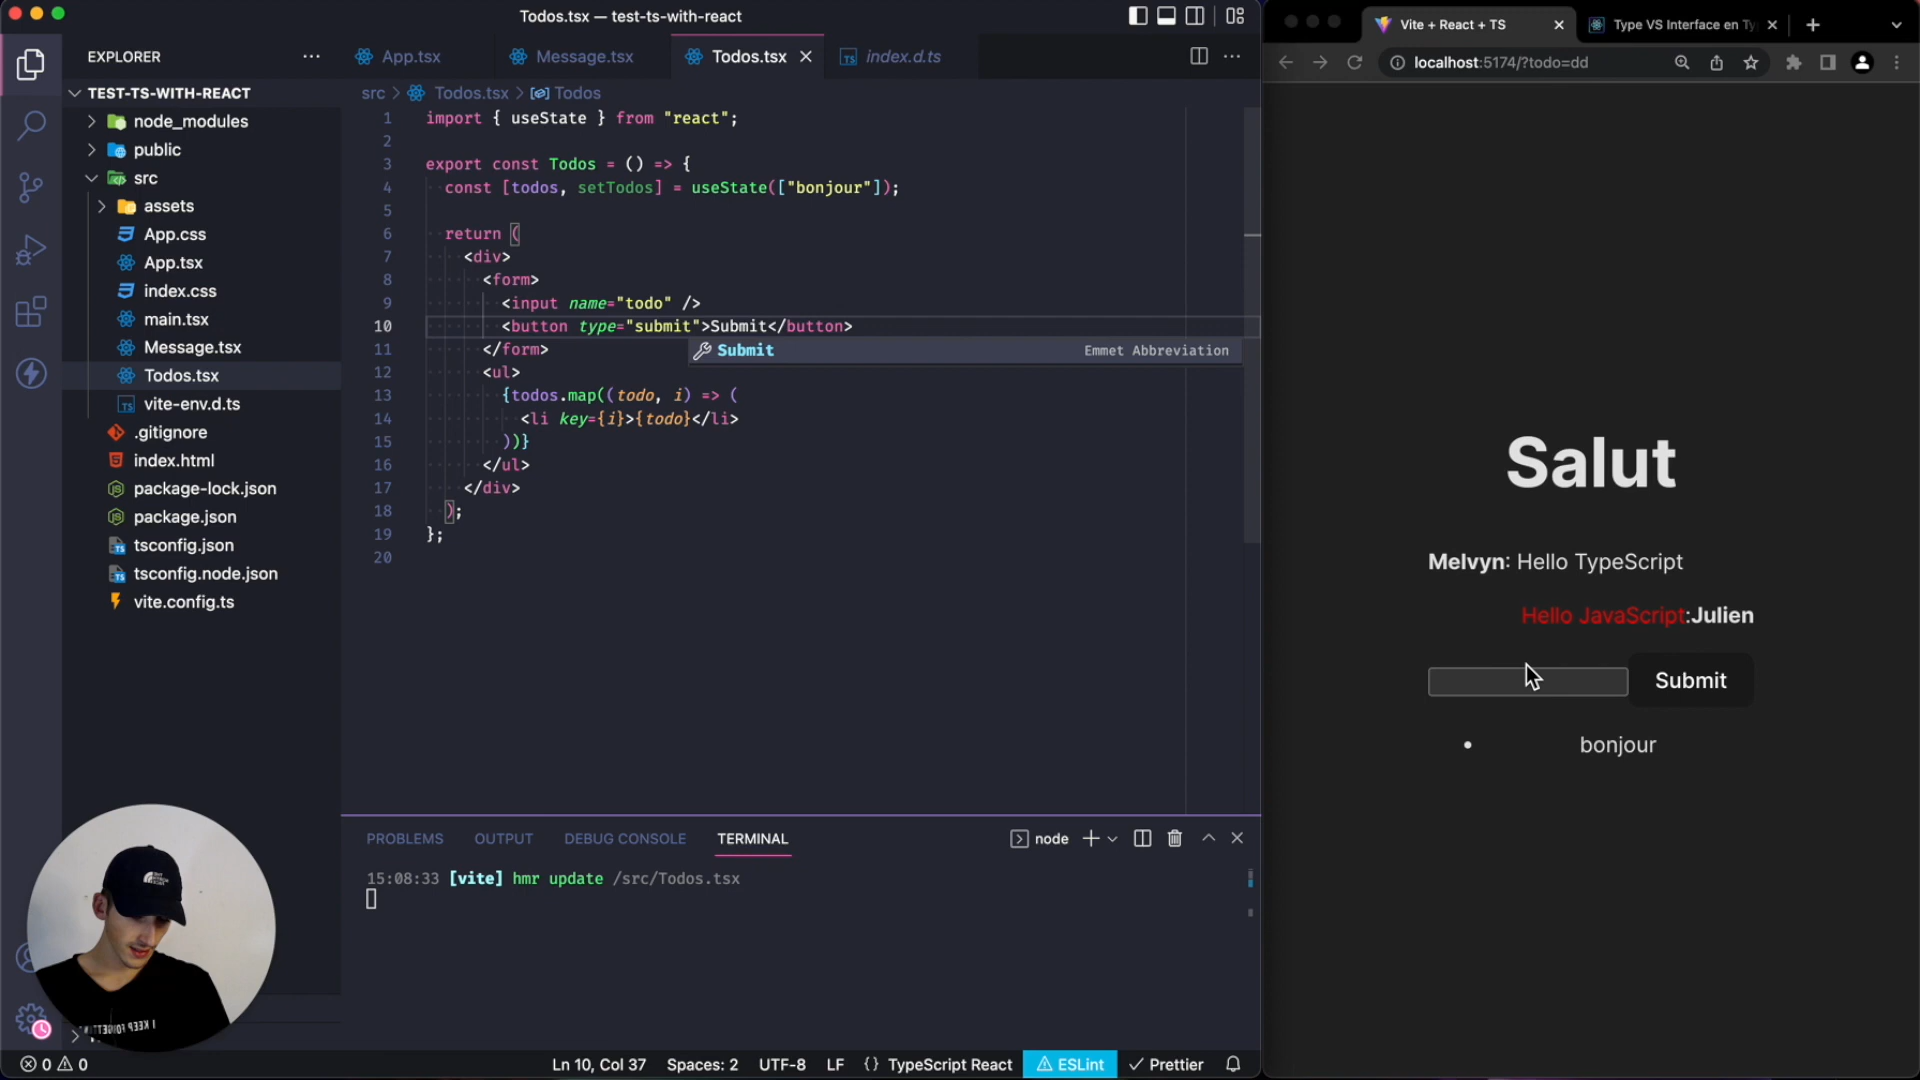 Todos.tsx — test-ts-with-react
EXPLORER
TEST-TS-WITH-REACT
node_modules
public
src
assets
App.css
App.tsx
index.css
main.tsx
Message.tsx
Todos.tsx
vite-env.d.ts
.gitignore
index.html
package-lock.json
package.json
tsconfig.json
tsconfig.node.json
vite.config.ts
App.tsx
Message.tsx
Todos.tsx
index.d.ts
src > Todos.tsx > Todos
1 import { useState } from "react";
2
3 export const Todos = () => {
4 const [todos, setTodos] = useState(["bonjour"]);
5
6 return (
7 <div>
8 <form>
9 <input name="todo" />
10 <button type="submit">Submit</button>
11 </form>
12 <ul>
13 {todos.map((todo, i) => (
14 <li key={i}>{todo}</li>
15 ))}
16 </ul>
17 </div>
18 );
19 };
20
Submit Emmet Abbreviation
PROBLEMS OUTPUT DEBUG CONSOLE TERMINAL
node
15:08:33 [vite] hmr update /src/Todos.tsx
0 0
Ln 10, Col 37 Spaces: 2 UTF-8 LF {} TypeScript React ESLint Prettier
Vite + React + TS
Type VS Interface en Ty
localhost:5174/?todo=dd
Salut
Melvyn: Hello TypeScript
Hello JavaScript:Julien
Submit
• bonjour